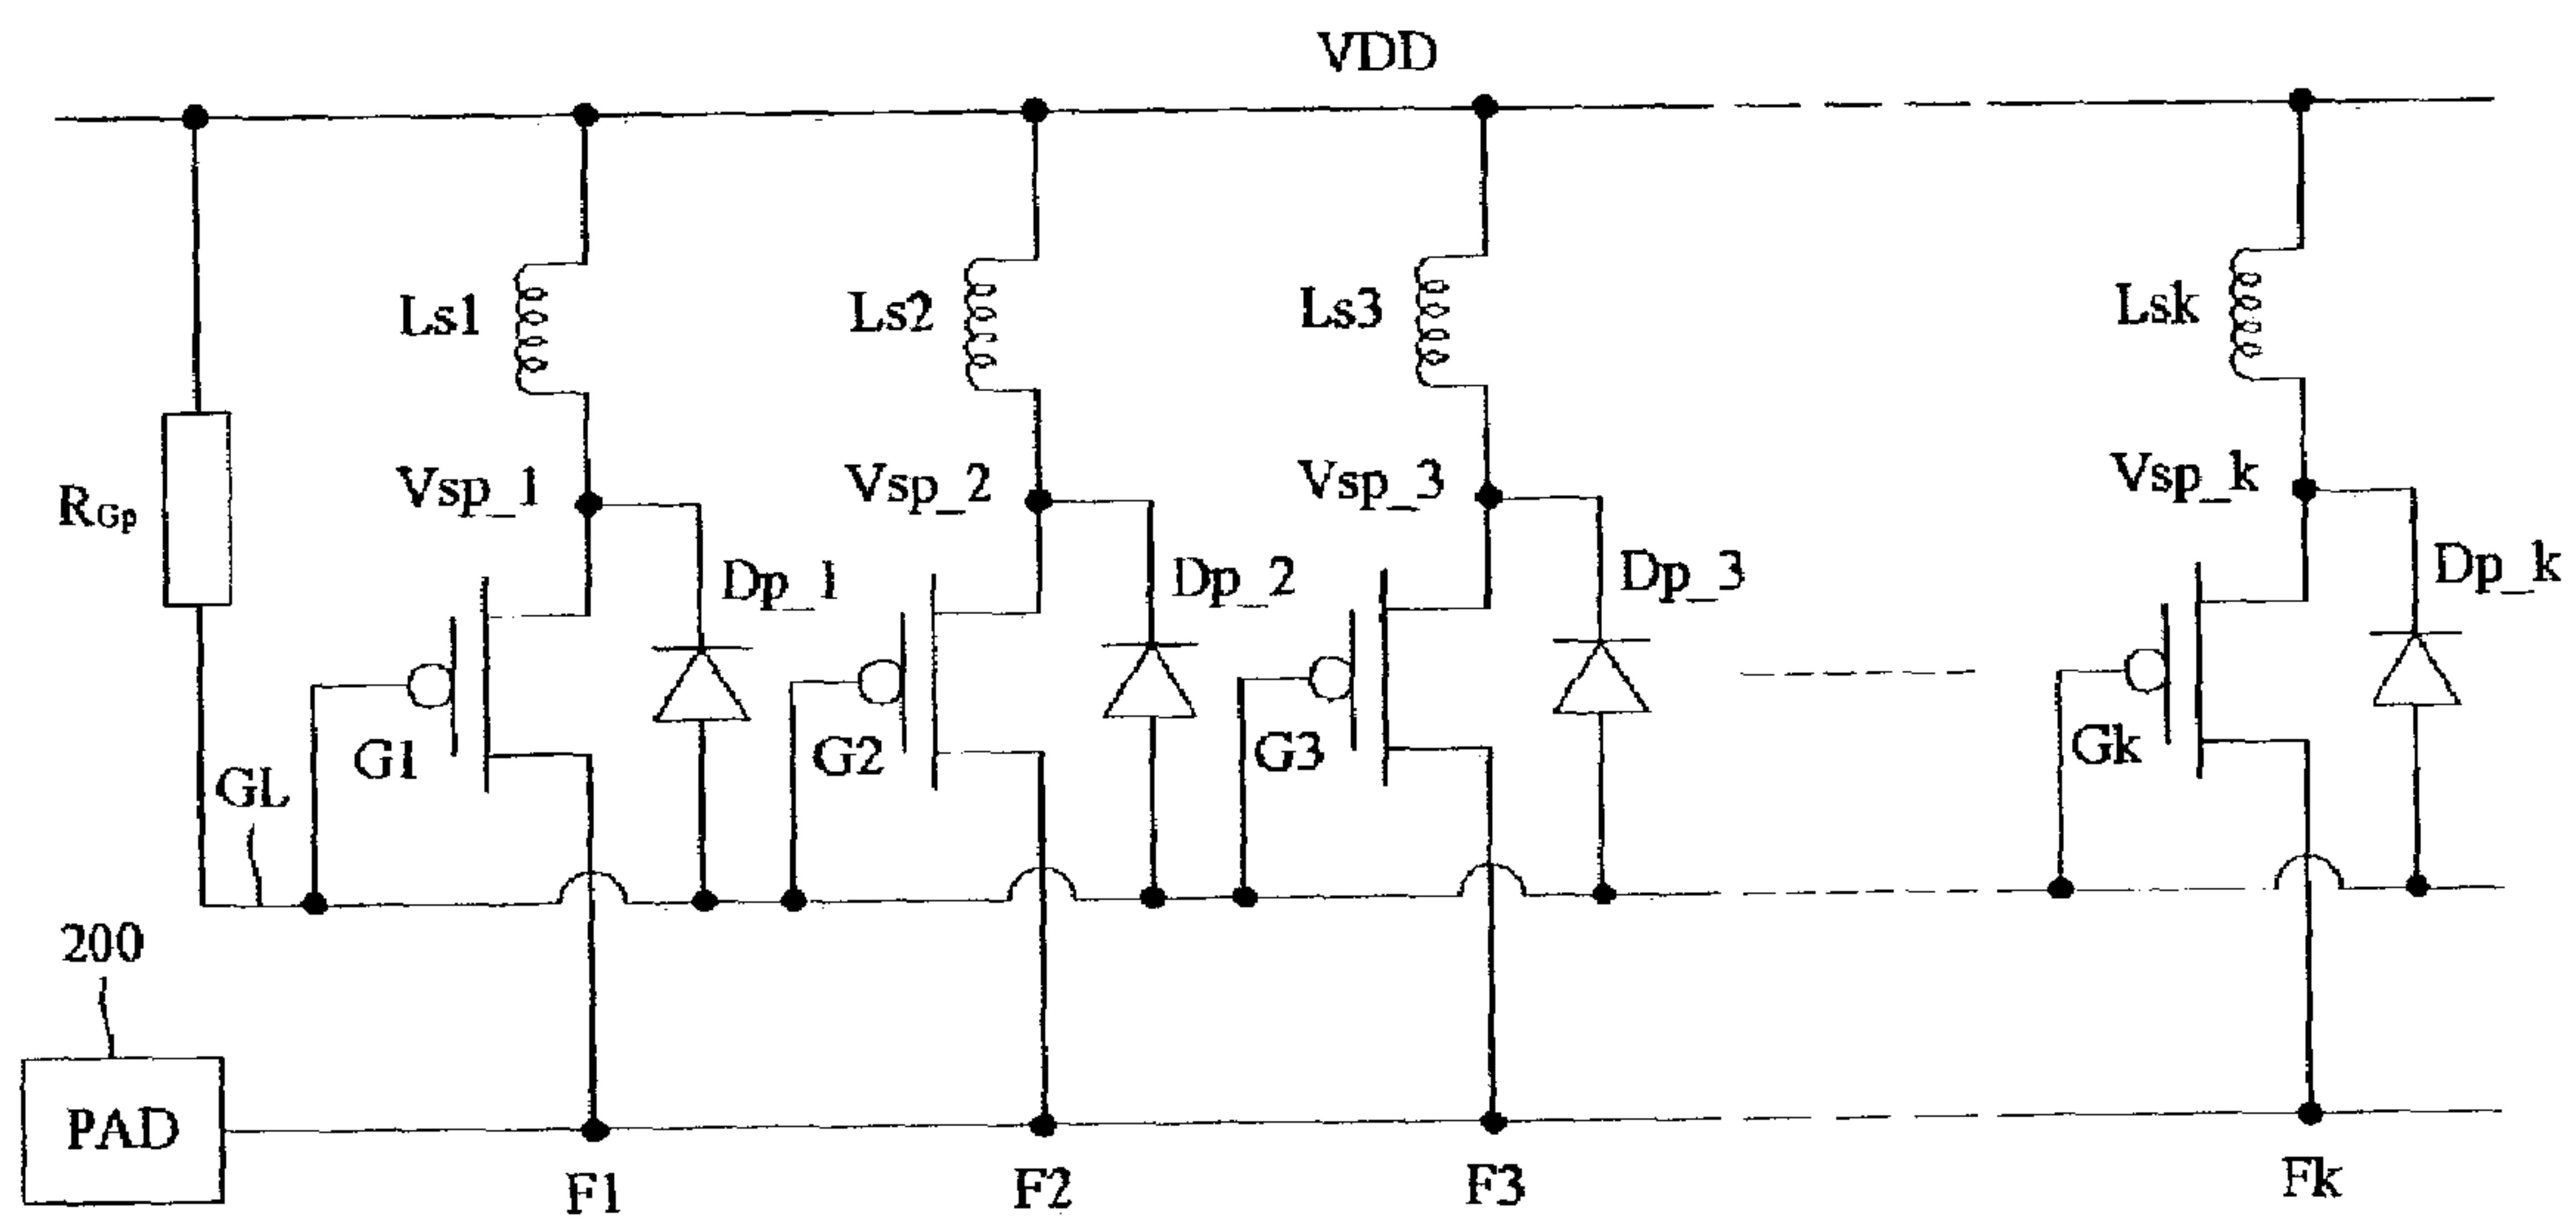 VDD
Ls1 Ls2 Ls3 Lsk
RGp Vsp_1 Vsp_2 Vsp_3 Vsp_k
Dp_1 Dp_2 Dp_3 Dp_k
GL G1 G2 G3 Gk
200
PAD
F1 F2 F3 Fk